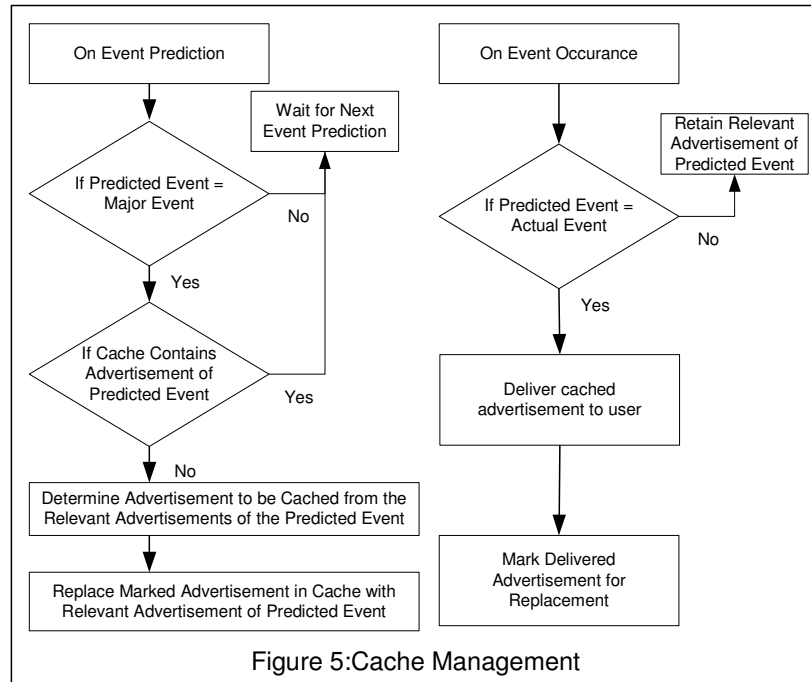 On Event Prediction
Wait for Next
Event Prediction
If Predicted Event =
Major Event
No
Yes
If Cache Contains
Advertisement of
Predicted Event
Yes
No
Determine Advertisement to be Cached from the
Relevant Advertisements of the Predicted Event
Replace Marked Advertisement in Cache with
Relevant Advertisement of Predicted Event
On Event Occurance
Retain Relevant
Advertisement of
Predicted Event
If Predicted Event =
Actual Event
No
Yes
Deliver cached
advertisement to user
Mark Delivered
Advertisement for
Replacement
Figure 5:Cache Management